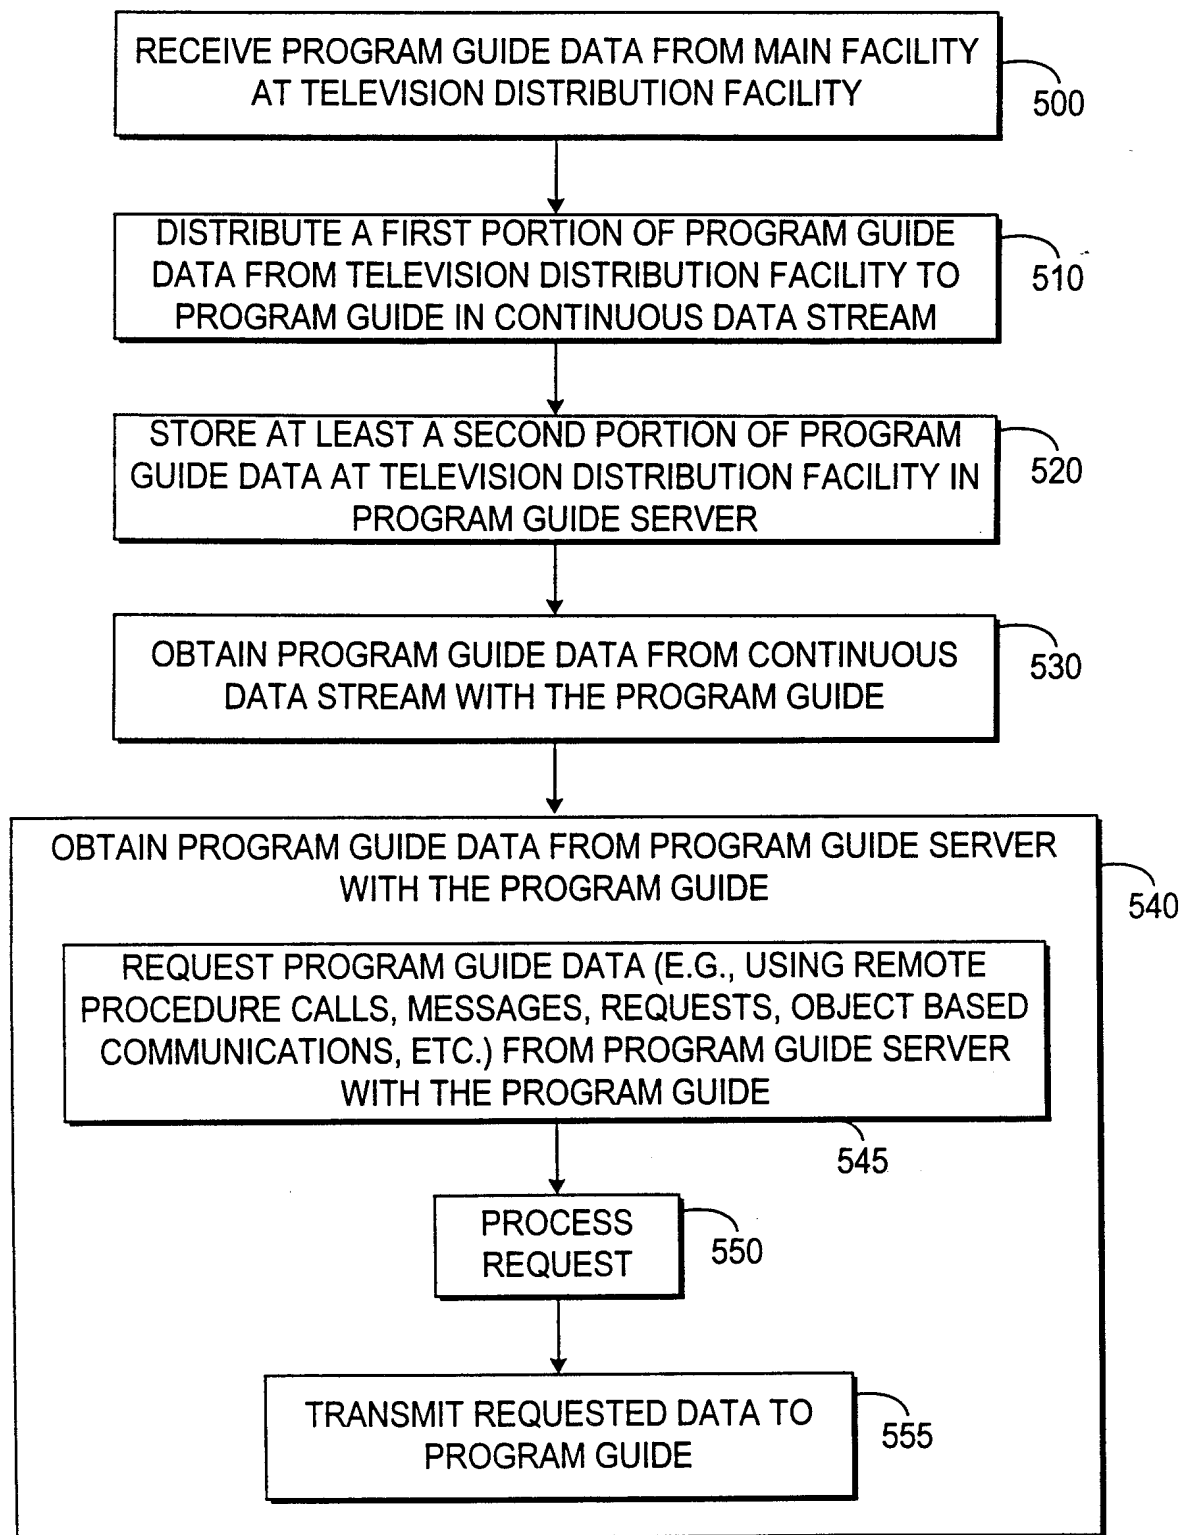 RECEIVE PROGRAM GUIDE DATA FROM MAIN FACILITY
AT TELEVISION DISTRIBUTION FACILITY
500
DISTRIBUTE A FIRST PORTION OF PROGRAM GUIDE
DATA FROM TELEVISION DISTRIBUTION FACILITY TO
PROGRAM GUIDE IN CONTINUOUS DATA STREAM
510
STORE AT LEAST A SECOND PORTION OF PROGRAM
GUIDE DATA AT TELEVISION DISTRIBUTION FACILITY IN
PROGRAM GUIDE SERVER
520
OBTAIN PROGRAM GUIDE DATA FROM CONTINUOUS
DATA STREAM WITH THE PROGRAM GUIDE
530
OBTAIN PROGRAM GUIDE DATA FROM PROGRAM GUIDE SERVER
WITH THE PROGRAM GUIDE
540
REQUEST PROGRAM GUIDE DATA (E.G., USING REMOTE
PROCEDURE CALLS, MESSAGES, REQUESTS, OBJECT BASED
COMMUNICATIONS, ETC.) FROM PROGRAM GUIDE SERVER
WITH THE PROGRAM GUIDE
545
PROCESS
REQUEST
550
TRANSMIT REQUESTED DATA TO
PROGRAM GUIDE
555